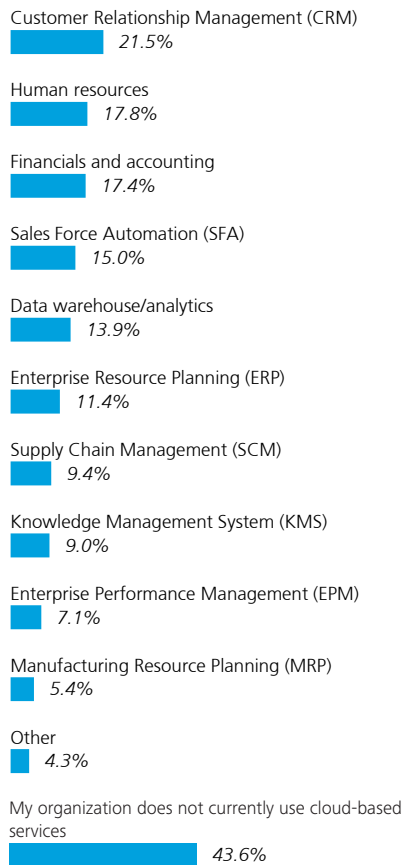 Customer Relationship Management (CRM)
21.5%
Human resources
17.8%
Financials and accounting
17.4%
Sales Force Automation (SFA)
15.0%
Data warehouse/analytics
13.9%
Enterprise Resource Planning (ERP)
11.4%
Supply Chain Management (SCM)
9.4%
Knowledge Management System (KMS)
9.0%
Enterprise Performance Management (EPM)
7.1%
Manufacturing Resource Planning (MRP)
5.4%
Other
4.3%
My organization does not currently use cloud-based
services
43.6%